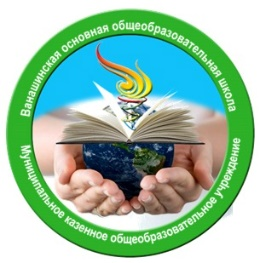 Ванашинская основная общеобразовательная школа
Муниципальное казенное общеобразовательное учреждение